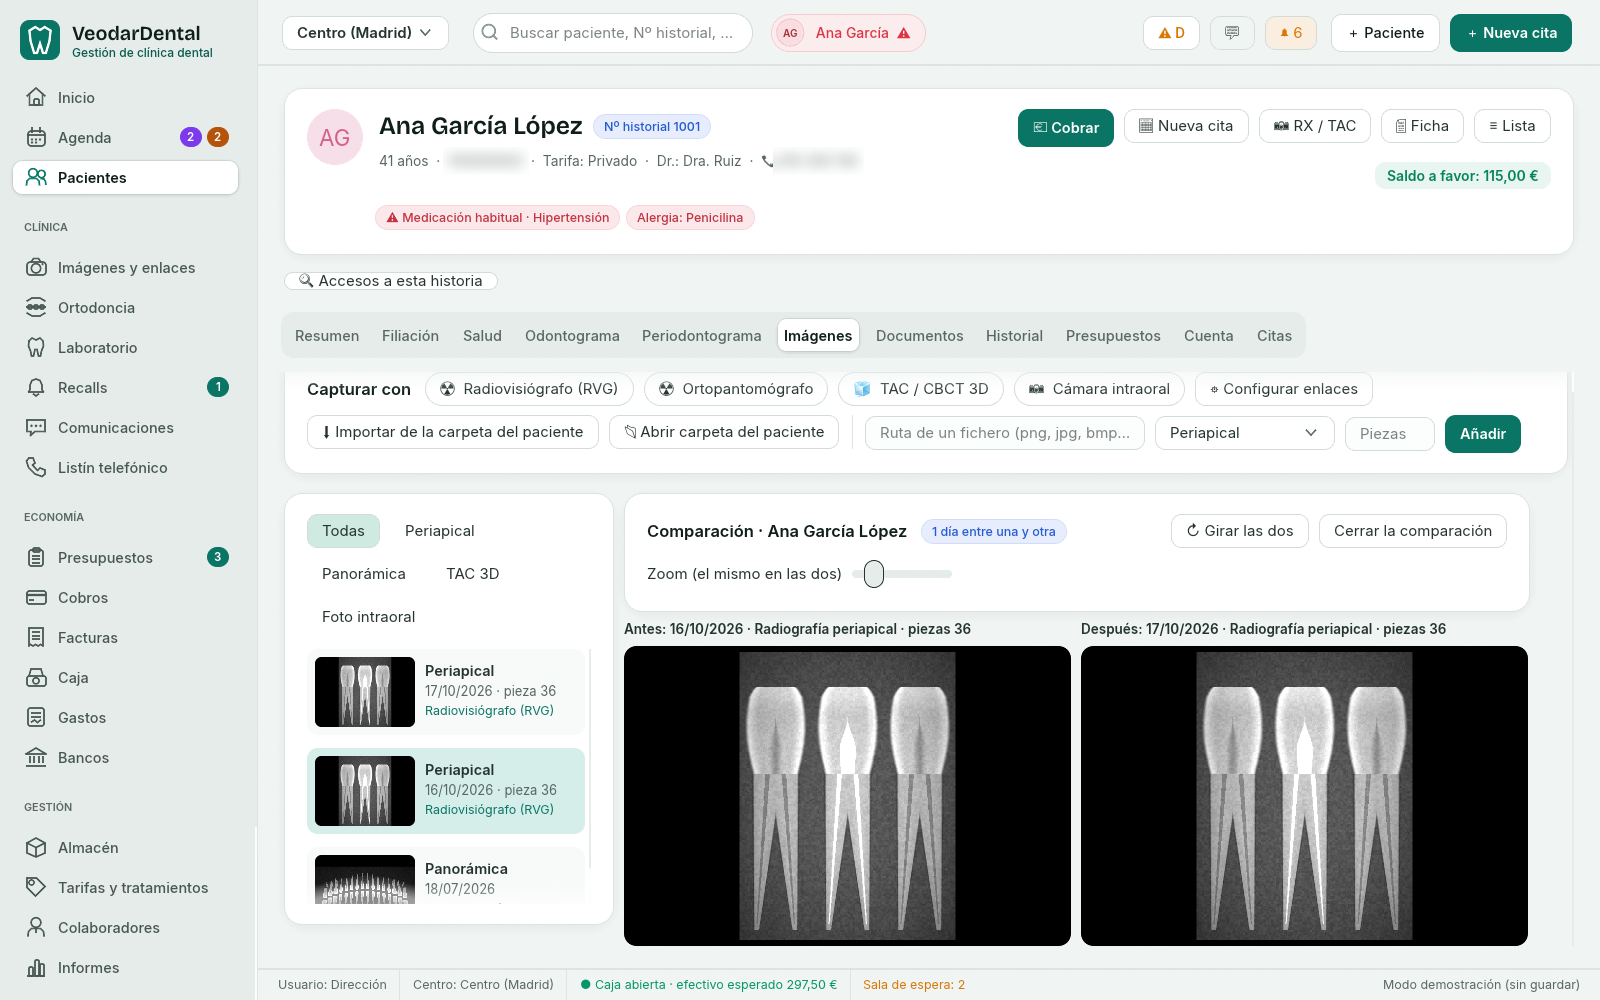 VeodarDental
Gestión de clínica dental
Centro (Madrid)
Buscar paciente, Nº historial, ...
AG
Ana García
D
6
+ Paciente
+ Nueva cita
Inicio
Agenda
2
2
Pacientes
CLÍNICA
Imágenes y enlaces
Ortodoncia
Laboratorio
Recalls
1
Comunicaciones
Listín telefónico
ECONOMÍA
Presupuestos
3
Cobros
Facturas
Caja
Gastos
Bancos
GESTIÓN
Almacén
Tarifas y tratamientos
Colaboradores
Informes
AG
Ana García López
Nº historial 1001
41 años ·
· Tarifa: Privado · Dr.: Dra. Ruiz ·
Cobrar
Nueva cita
RX / TAC
Ficha
Lista
Saldo a favor: 115,00 €
Medicación habitual · Hipertensión
Alergia: Penicilina
Accesos a esta historia
Resumen
Filiación
Salud
Odontograma
Periodontograma
Imágenes
Documentos
Historial
Presupuestos
Cuenta
Citas
Capturar con
Radiovisiógrafo (RVG)
Ortopantomógrafo
TAC / CBCT 3D
Cámara intraoral
Configurar enlaces
Importar de la carpeta del paciente
Abrir carpeta del paciente
Ruta de un fichero (png, jpg, bmp...
Periapical
Piezas
Añadir
Todas
Periapical
Panorámica
TAC 3D
Foto intraoral
Periapical
17/10/2026 · pieza 36
Radiovisiógrafo (RVG)
Periapical
16/10/2026 · pieza 36
Radiovisiógrafo (RVG)
Panorámica
18/07/2026
Comparación · Ana García López
1 día entre una y otra
Girar las dos
Cerrar la comparación
Zoom (el mismo en las dos)
Antes: 16/10/2026 · Radiografía periapical · piezas 36
Después: 17/10/2026 · Radiografía periapical · piezas 36
Usuario: Dirección
Centro: Centro (Madrid)
Caja abierta · efectivo esperado 297,50 €
Sala de espera: 2
Modo demostración (sin guardar)